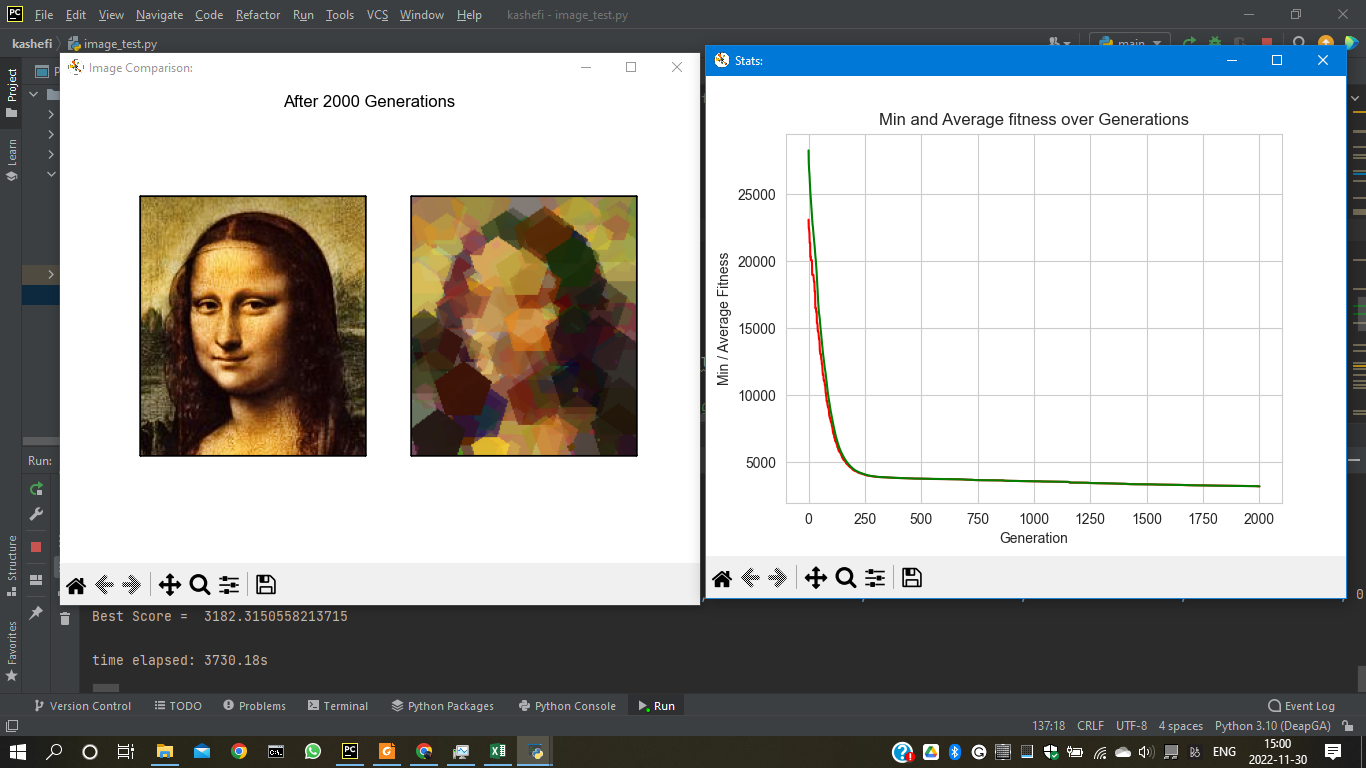 PC File Edit View Navigate Code Refactor Run Tools VCS Window Help kashefi - image_test.py
kashefi image_test.py main
Project
Learn
Structure
Favorites
P
Image Comparison:
After 2000 Generations
Stats:
Min and Average fitness over Generations
Min / Average Fitness
25000
20000
15000
10000
5000
0 250 500 750 1000 1250 1500 1750 2000
Generation
Run:
Best Score = 3182.3150558213715
time elapsed: 3730.18s
Version Control TODO Problems Terminal Python Packages Python Console Run Event Log
137:18 CRLF UTF-8 4 spaces Python 3.10 (DeapGA)
PC ENG 15:00
2022-11-30